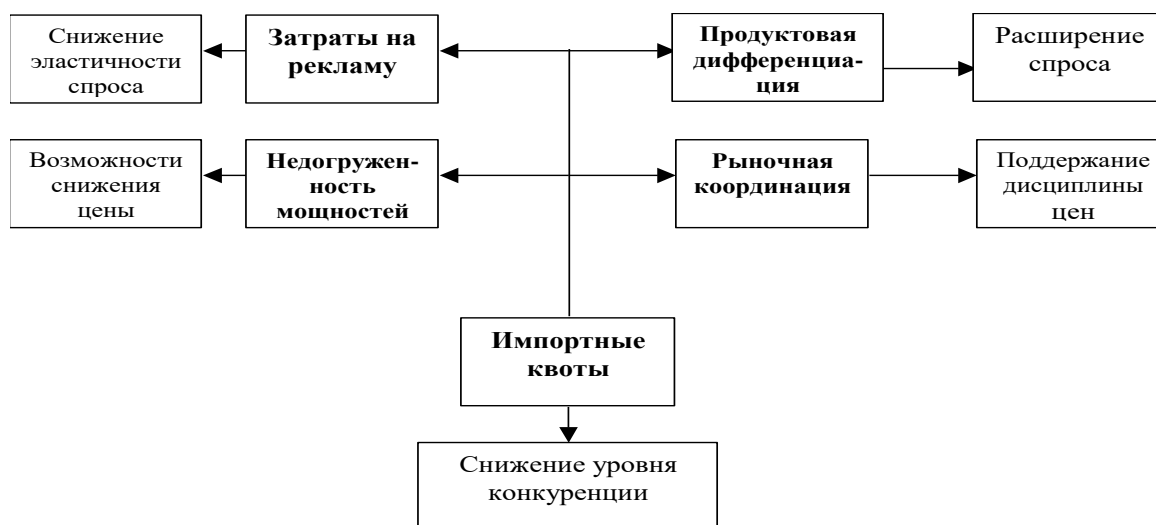 Снижение
эластичности
спроса
Затраты на
рекламу
Продуктовая
дифференциа-
ция
Расширение
спроса
Возможности
снижения
цены
Недогружен-
ность
мощностей
Рыночная
координация
Поддержание
дисциплины
цен
Импортные
квоты
Снижение уровня
конкуренции